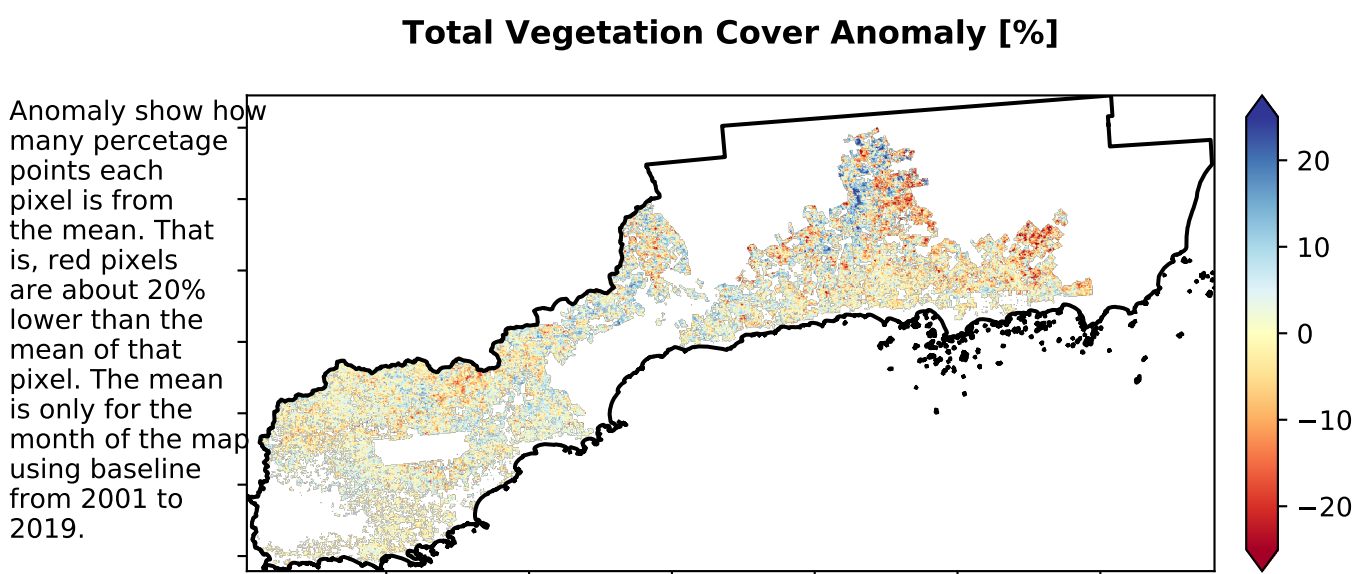 Total Vegetation Cover Anomaly [%]
Anomaly show how
many percetage
points each
pixel is from
the mean. That
is, red pixels
are about 20%
lower than the
mean of that
pixel. The mean
is only for the
month of the map
using baseline
from 2001 to
2019.
20
10
0
−10
−20